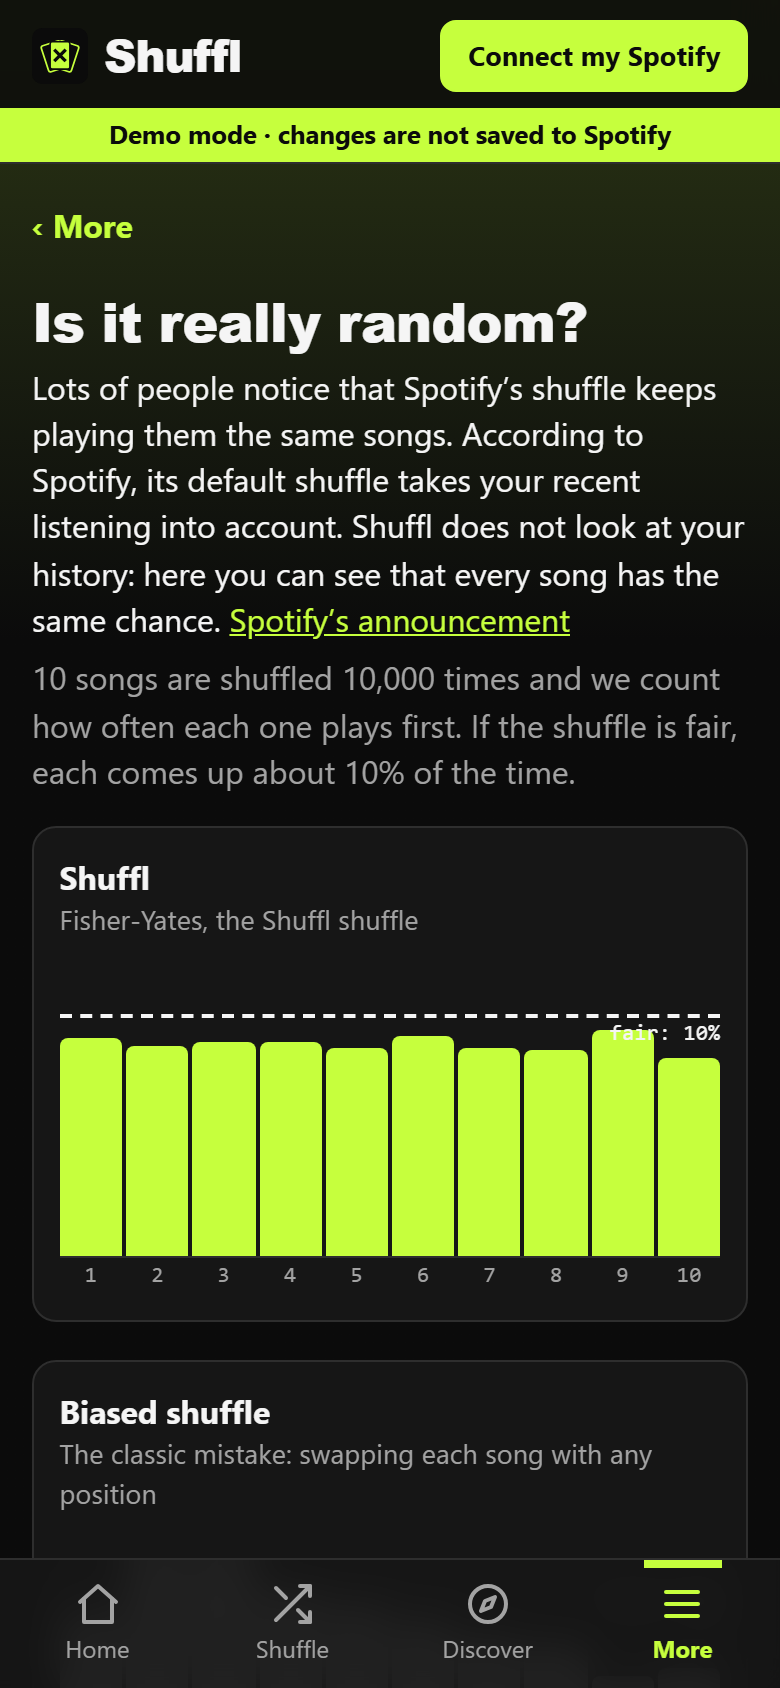 Shuffl
Connect my Spotify
Demo mode · changes are not saved to Spotify
‹ More
Is it really random?
Lots of people notice that Spotify’s shuffle keeps
playing them the same songs. According to
Spotify, its default shuffle takes your recent
listening into account. Shuffl does not look at your
history: here you can see that every song has the
same chance. Spotify’s announcement
10 songs are shuffled 10,000 times and we count
how often each one plays first. If the shuffle is fair,
each comes up about 10% of the time.
Shuffl
Fisher-Yates, the Shuffl shuffle
fair: 10%
1 2 3 4 5 6 7 8 9 10
Biased shuffle
The classic mistake: swapping each song with any
position
Home Shuffle Discover More